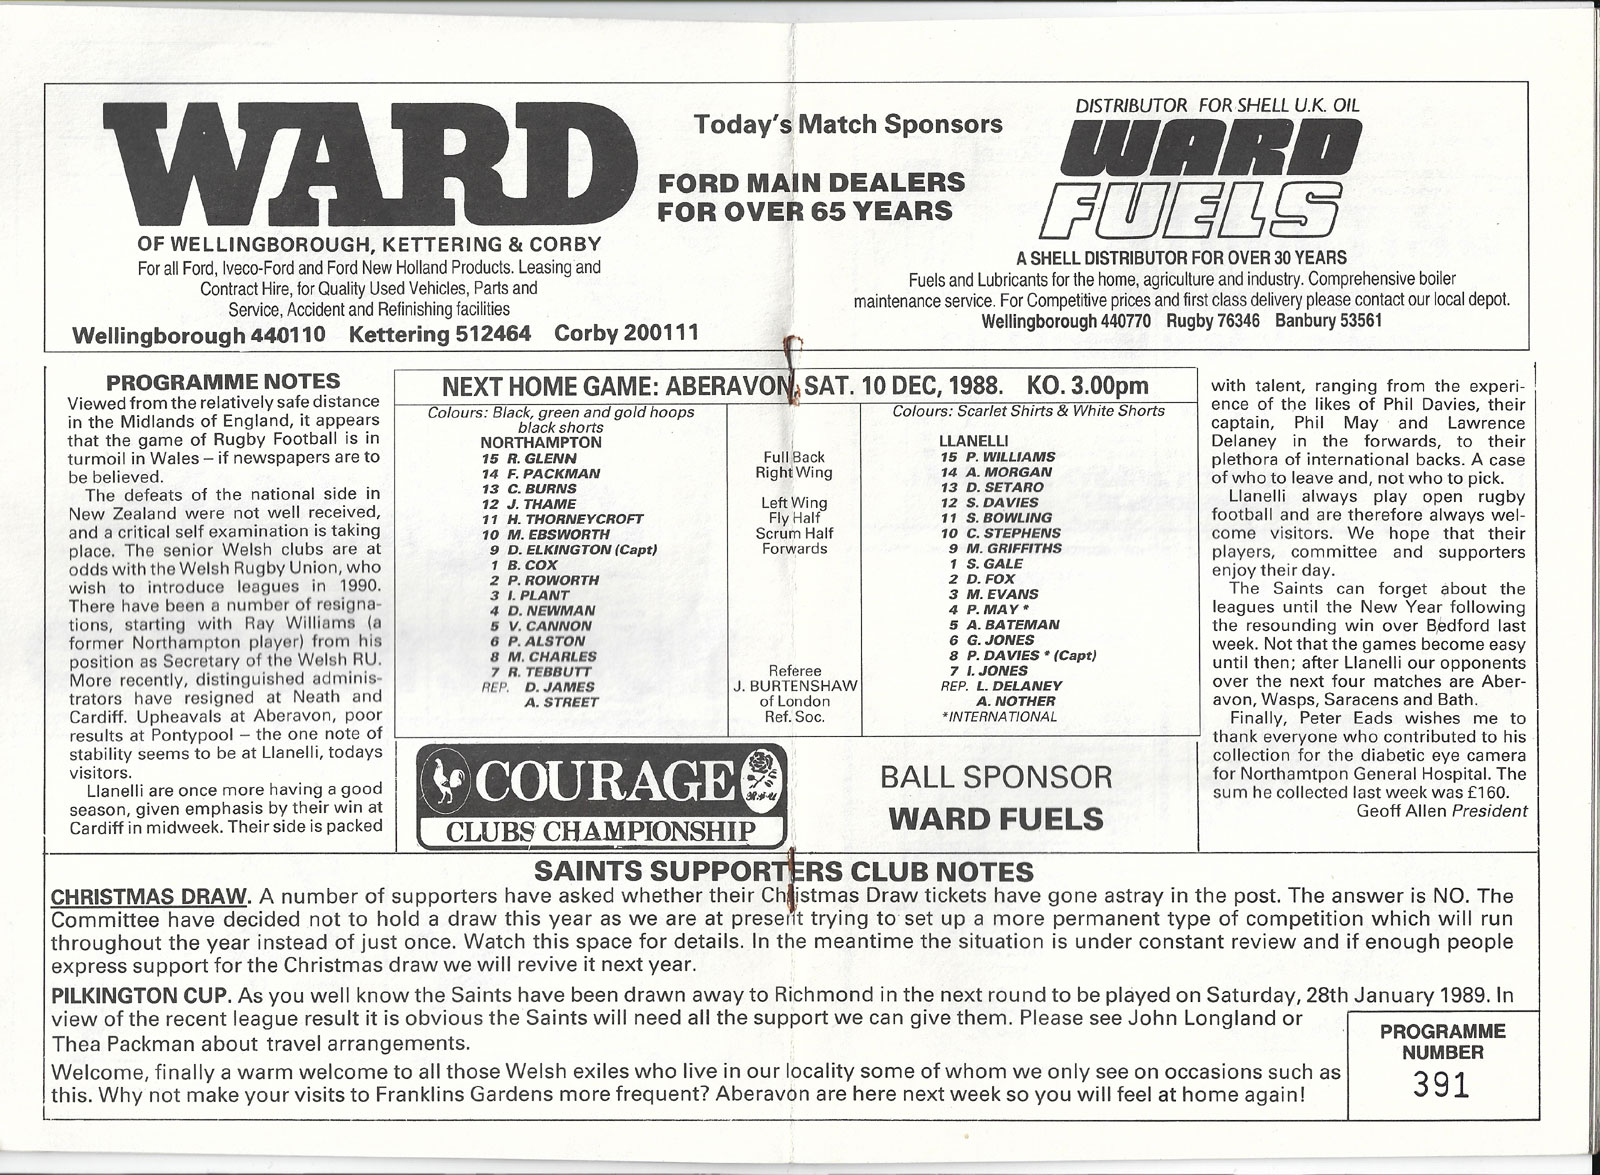 WARD
OF WELLINGBOROUGH, KETTERING & CORBY
For all Ford, Iveco-Ford and Ford New Holland Products. Leasing and
Contract Hire, for Quality Used Vehicles, Parts and
Service, Accident and Refinishing facilities
Wellingborough 440110 Kettering 512464 Corby 200111
Today's Match Sponsors
FORD MAIN DEALERS
FOR OVER 65 YEARS
DISTRIBUTOR FOR SHELL U.K. OIL
WARD
FUELS
A SHELL DISTRIBUTOR FOR OVER 30 YEARS
Fuels and Lubricants for the home, agriculture and industry. Comprehensive boiler
maintenance service. For Competitive prices and first class delivery please contact our local depot.
Wellingborough 440770 Rugby 76346 Banbury 53561
PROGRAMME NOTES
Viewed from the relatively safe distance
in the Midlands of England, it appears
that the game of Rugby Football is in
turmoil in Wales – if newspapers are to
be believed.
The defeats of the national side in
New Zealand were not well received,
and a critical self examination is taking
place. The senior Welsh clubs are at
odds with the Welsh Rugby Union, who
wish to introduce leagues in 1990.
There have been a number of resigna-
tions, starting with Ray Williams (a
former Northampton player) from his
position as Secretary of the Welsh RU.
More recently, distinguished adminis-
trators have resigned at Neath and
Cardiff. Upheavals at Aberavon, poor
results at Pontypool – the one note of
stability seems to be at Llanelli, todays
visitors.
Llanelli are once more having a good
season, given emphasis by their win at
Cardiff in midweek. Their side is packed
NEXT HOME GAME: ABERAVON, SAT. 10 DEC, 1988. KO. 3.00pm
Colours: Black, green and gold hoops
black shorts
NORTHAMPTON
15 R. GLENN
14 F. PACKMAN
13 C. BURNS
12 J. THAME
11 H. THORNEYCROFT
10 M. EBSWORTH
9 D. ELKINGTON (Capt)
1 B. COX
2 P. ROWORTH
3 I. PLANT
4 D. NEWMAN
5 V. CANNON
6 P. ALSTON
8 M. CHARLES
7 R. TEBBUTT
REP. D. JAMES
A. STREET
Full Back
Right Wing
Left Wing
Fly Half
Scrum Half
Forwards
Referee
J. BURTENSHAW
of London
Ref. Soc.
Colours: Scarlet Shirts & White Shorts
LLANELLI
15 P. WILLIAMS
14 A. MORGAN
13 D. SETARO
12 S. DAVIES
11 S. BOWLING
10 C. STEPHENS
9 M. GRIFFITHS
1 S. GALE
2 D. FOX
3 M. EVANS
4 P. MAY *
5 A. BATEMAN
6 G. JONES
8 P. DAVIES * (Capt)
7 I. JONES
REP. L. DELANEY
A. NOTHER
*INTERNATIONAL
COURAGE
CLUBS CHAMPIONSHIP
BALL SPONSOR
WARD FUELS
with talent, ranging from the experi-
ence of the likes of Phil Davies, their
captain, Phil May and Lawrence
Delaney in the forwards, to their
plethora of international backs. A case
of who to leave and, not who to pick.
Llanelli always play open rugby
football and are therefore always wel-
come visitors. We hope that their
players, committee and supporters
enjoy their day.
The Saints can forget about the
leagues until the New Year following
the resounding win over Bedford last
week. Not that the games become easy
until then; after Llanelli our opponents
over the next four matches are Aber-
avon, Wasps, Saracens and Bath.
Finally, Peter Eads wishes me to
thank everyone who contributed to his
collection for the diabetic eye camera
for Northamtpon General Hospital. The
sum he collected last week was £160.
Geoff Allen President
SAINTS SUPPORTERS CLUB NOTES
CHRISTMAS DRAW. A number of supporters have asked whether their Christmas Draw tickets have gone astray in the post. The answer is NO. The
Committee have decided not to hold a draw this year as we are at present trying to set up a more permanent type of competition which will run
throughout the year instead of just once. Watch this space for details. In the meantime the situation is under constant review and if enough people
express support for the Christmas draw we will revive it next year.
PILKINGTON CUP. As you well know the Saints have been drawn away to Richmond in the next round to be played on Saturday, 28th January 1989. In
view of the recent league result it is obvious the Saints will need all the support we can give them. Please see John Longland or
Thea Packman about travel arrangements.
Welcome, finally a warm welcome to all those Welsh exiles who live in our locality some of whom we only see on occasions such as
this. Why not make your visits to Franklins Gardens more frequent? Aberavon are here next week so you will feel at home again!
PROGRAMME
NUMBER
391